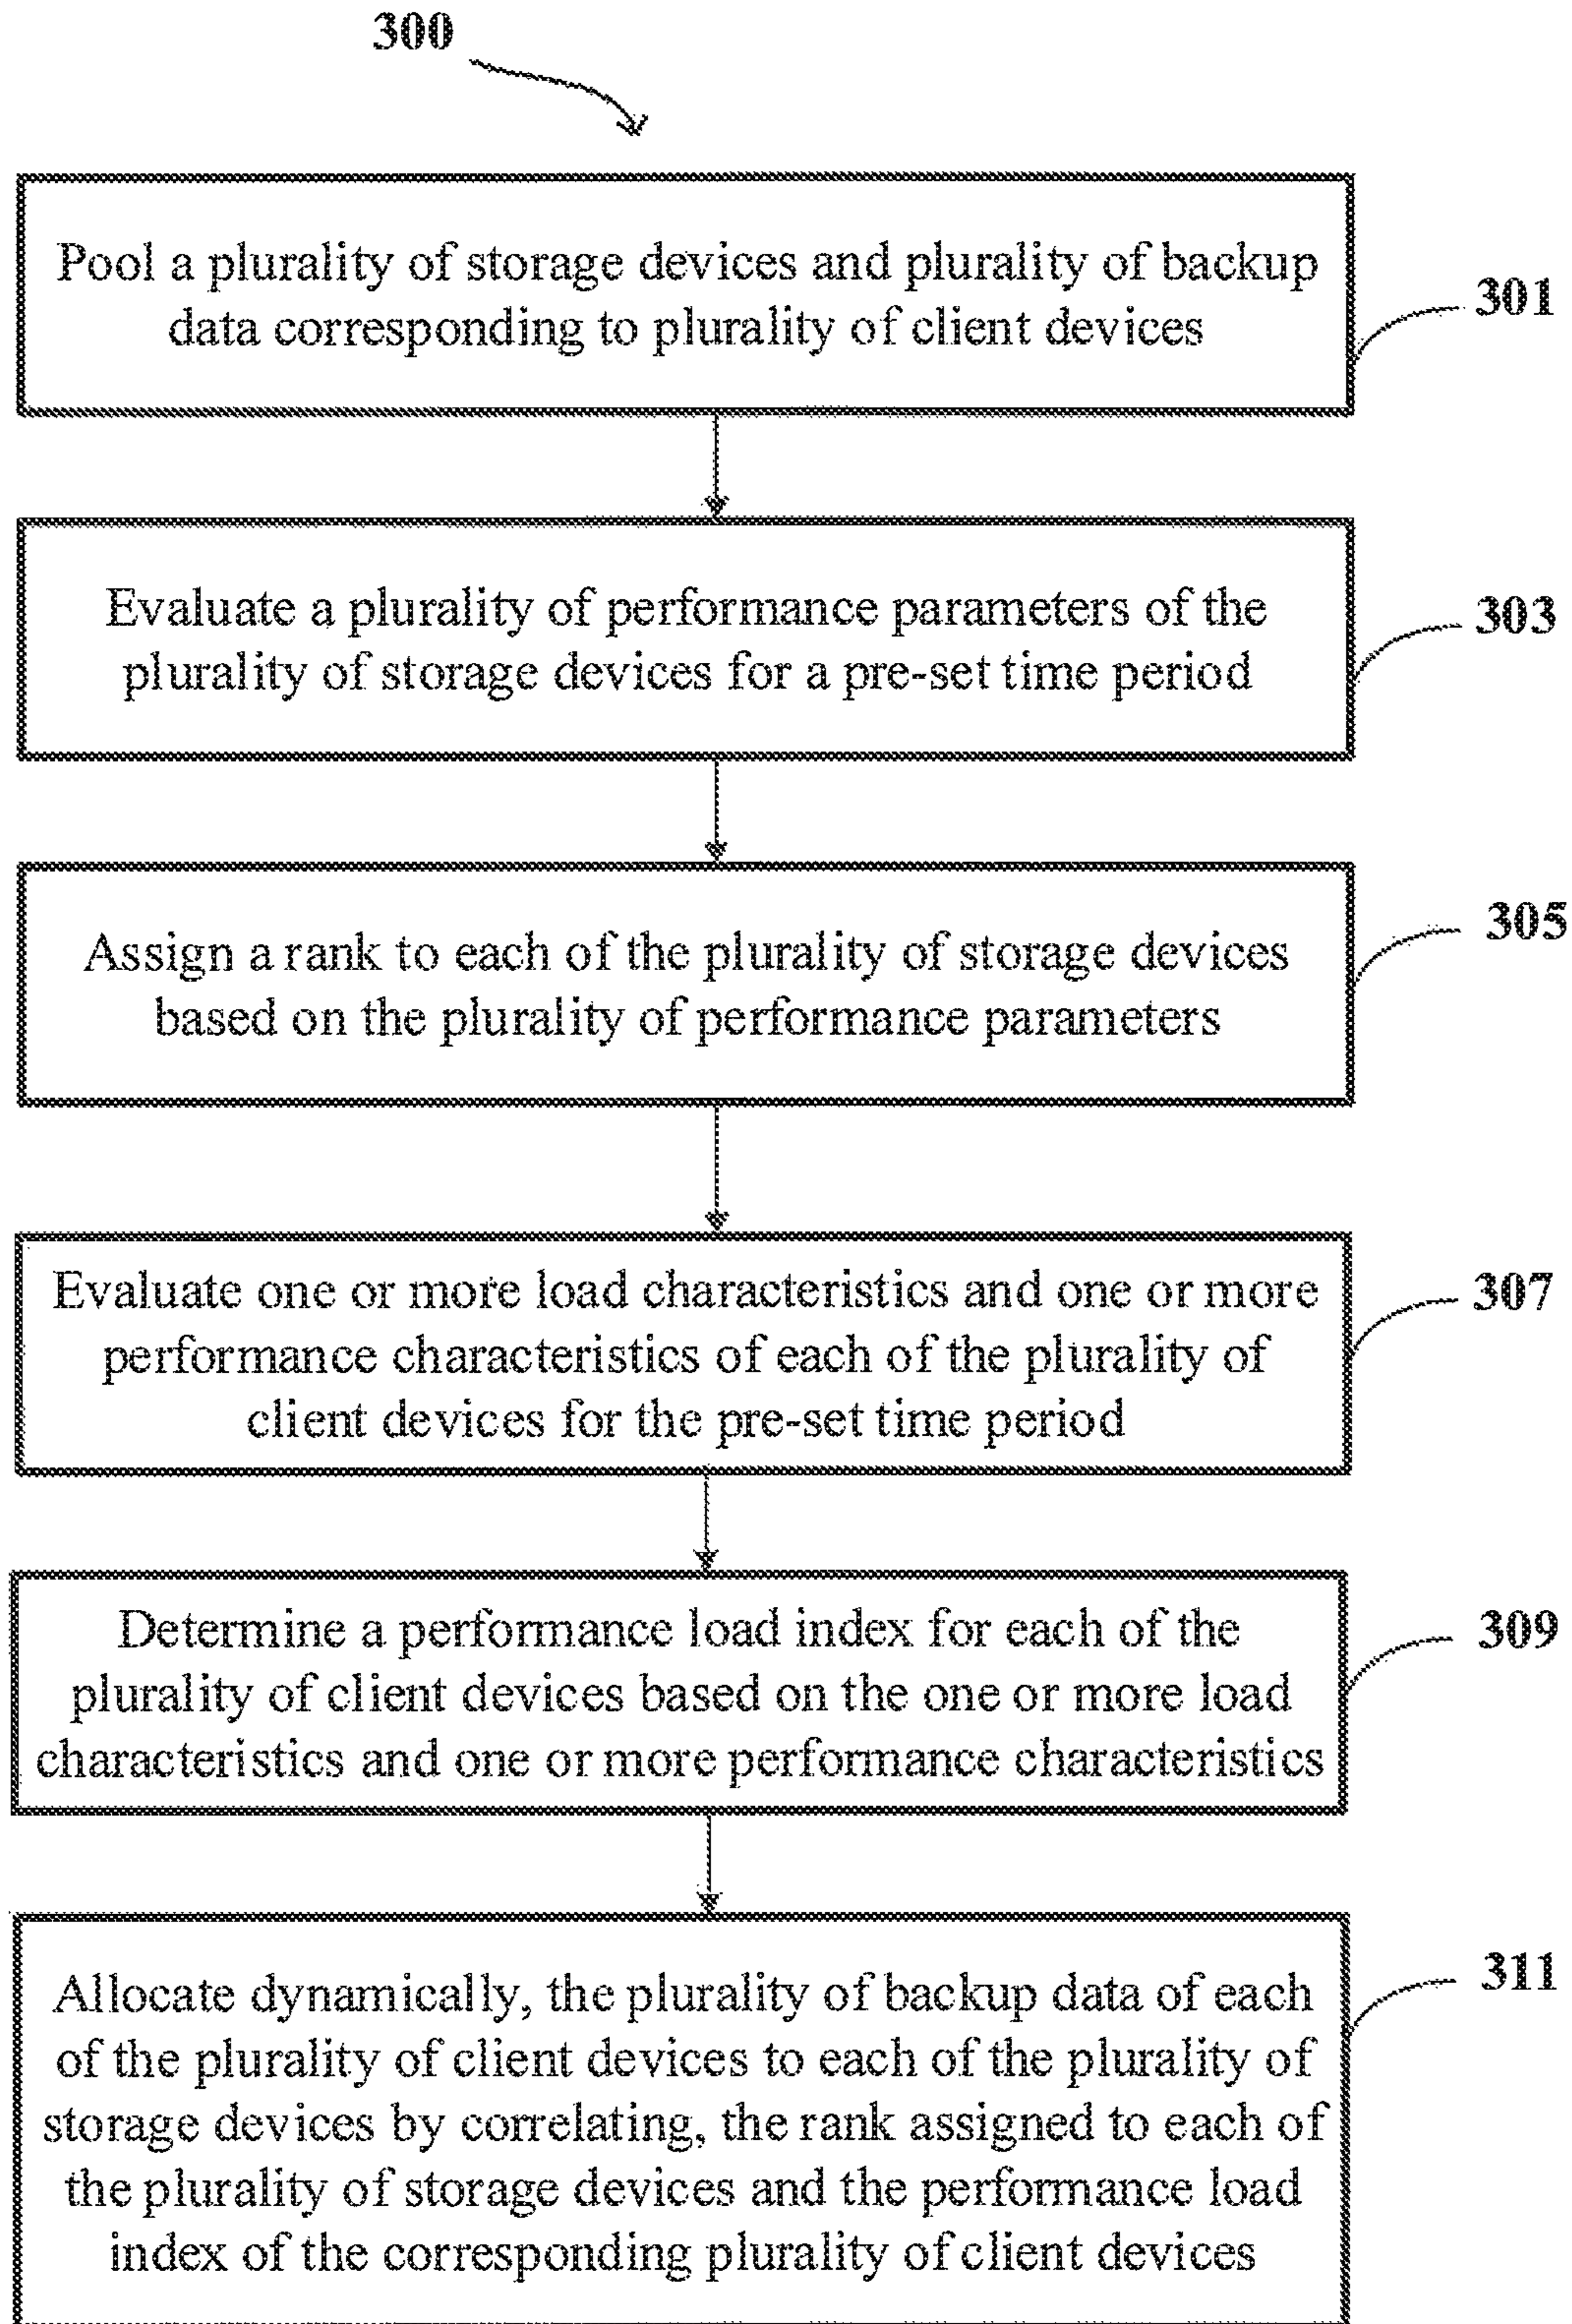 300
Pool a plurality of storage devices and plurality of backup
data corresponding to plurality of client devices
301
Evaluate a plurality of performance parameters of the
plurality of storage devices for a pre-set time period
303
Assign a rank to each of the plurality of storage devices
based on the plurality of performance parameters
305
Evaluate one or more load characteristics and one or more
performance characteristics of each of the plurality of
client devices for the pre-set time period
307
Determine a performance load index for each of the
plurality of client devices based on the one or more load
characteristics and one or more performance characteristics
309
Allocate dynamically, the plurality of backup data of each
of the plurality of client devices to each of the plurality of
storage devices by correlating, the rank assigned to each of
the plurality of storage devices and the performance load
index of the corresponding plurality of client devices
311